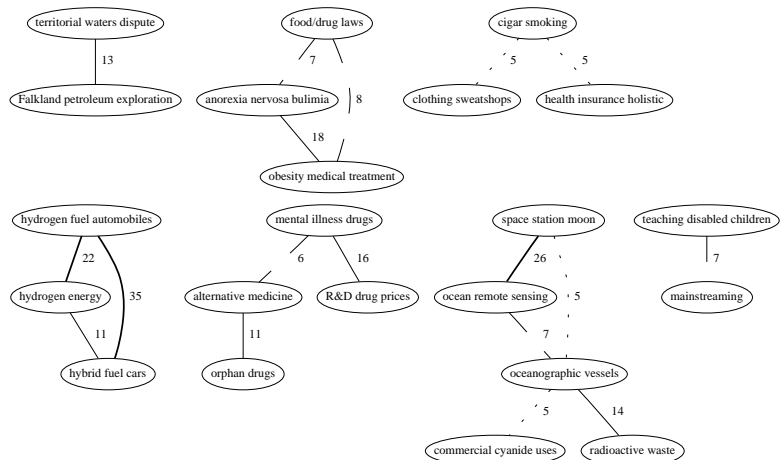 territorial waters dispute
food/drug laws
cigar smoking
13
7
5
5
Falkland petroleum exploration
anorexia nervosa bulimia
8
clothing sweatshops
health insurance holistic
18
obesity medical treatment
hydrogen fuel automobiles
mental illness drugs
space station moon
teaching disabled children
22
6
16
26
7
hydrogen energy
35
alternative medicine
R&D drug prices
ocean remote sensing
5
mainstreaming
11
11
7
hybrid fuel cars
orphan drugs
oceanographic vessels
5
14
commercial cyanide uses
radioactive waste